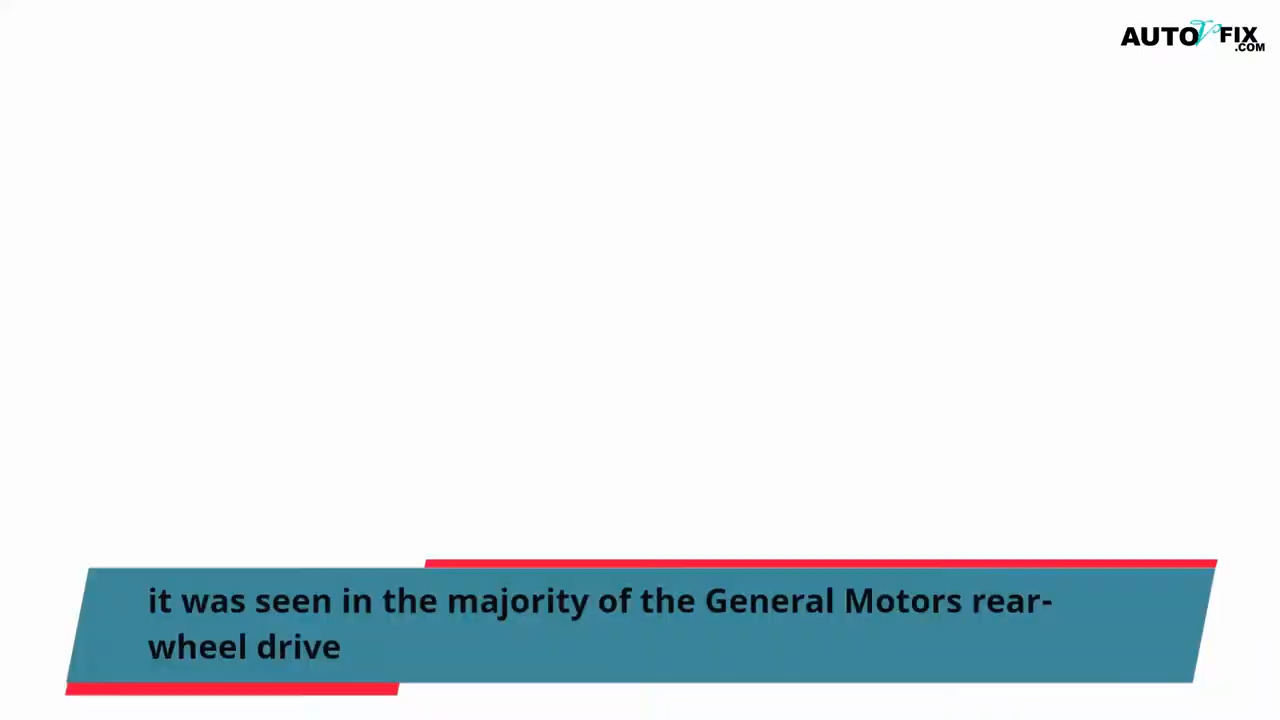 AUTO FIX
.COM
it was seen in the majority of the General Motors rear-
wheel drive